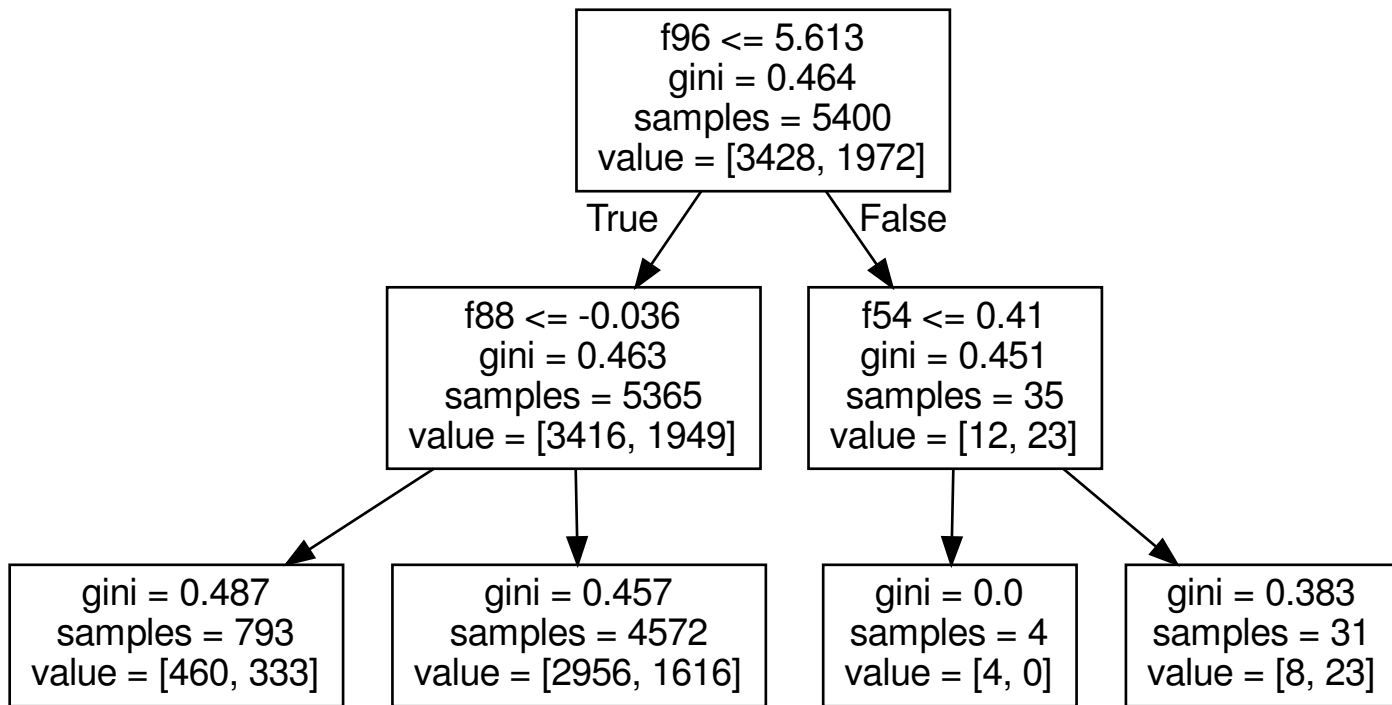 f96 <= 5.613
gini = 0.464
samples = 5400
value = [3428, 1972]
True
False
f88 <= -0.036
gini = 0.463
samples = 5365
value = [3416, 1949]
f54 <= 0.41
gini = 0.451
samples = 35
value = [12, 23]
gini = 0.487
samples = 793
value = [460, 333]
gini = 0.457
samples = 4572
value = [2956, 1616]
gini = 0.0
samples = 4
value = [4, 0]
gini = 0.383
samples = 31
value = [8, 23]